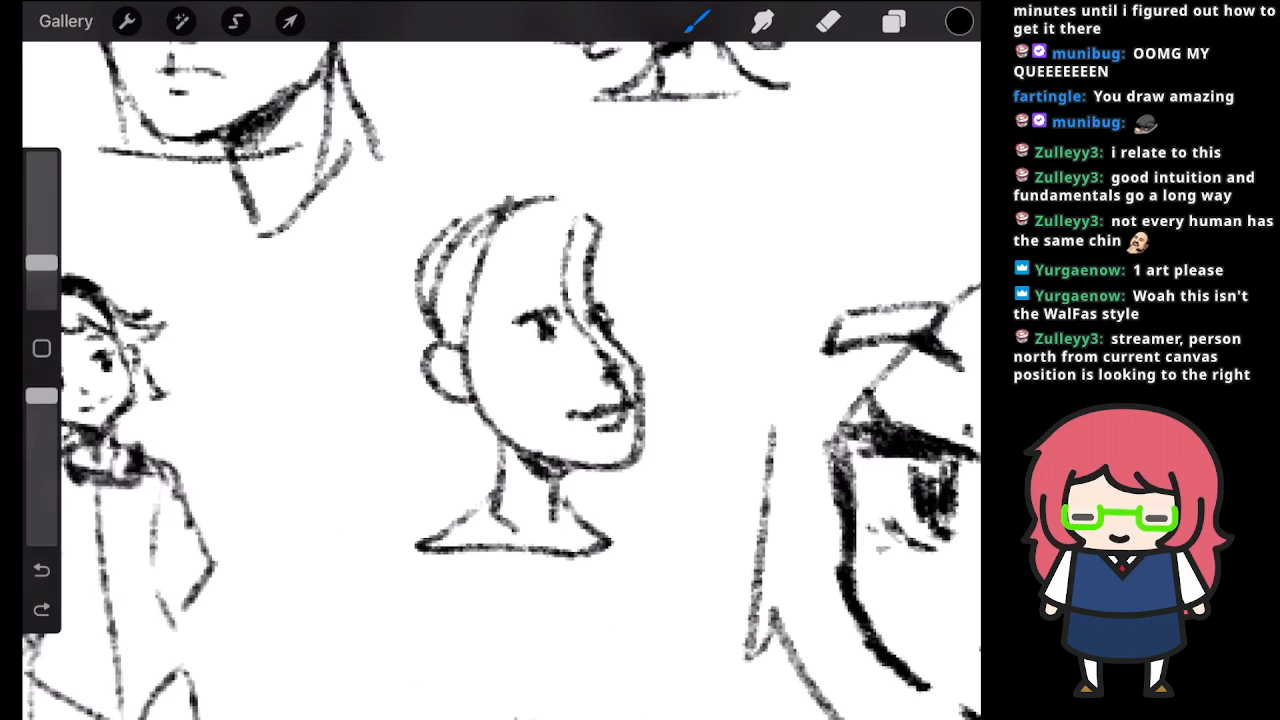 Gallery
minutes until i figured out how to
get it there
munibug: OOMG MY
QUEEEEEEN
fartingle: You draw amazing
munibug:
Zulleyy3: i relate to this
Zulleyy3: good intuition and
fundamentals go a long way
Zulleyy3: not every human has
the same chin
Yurgaenow: 1 art please
Yurgaenow: Woah this isn't
the WalFas style
Zulleyy3: streamer, person
north from current canvas
position is looking to the right